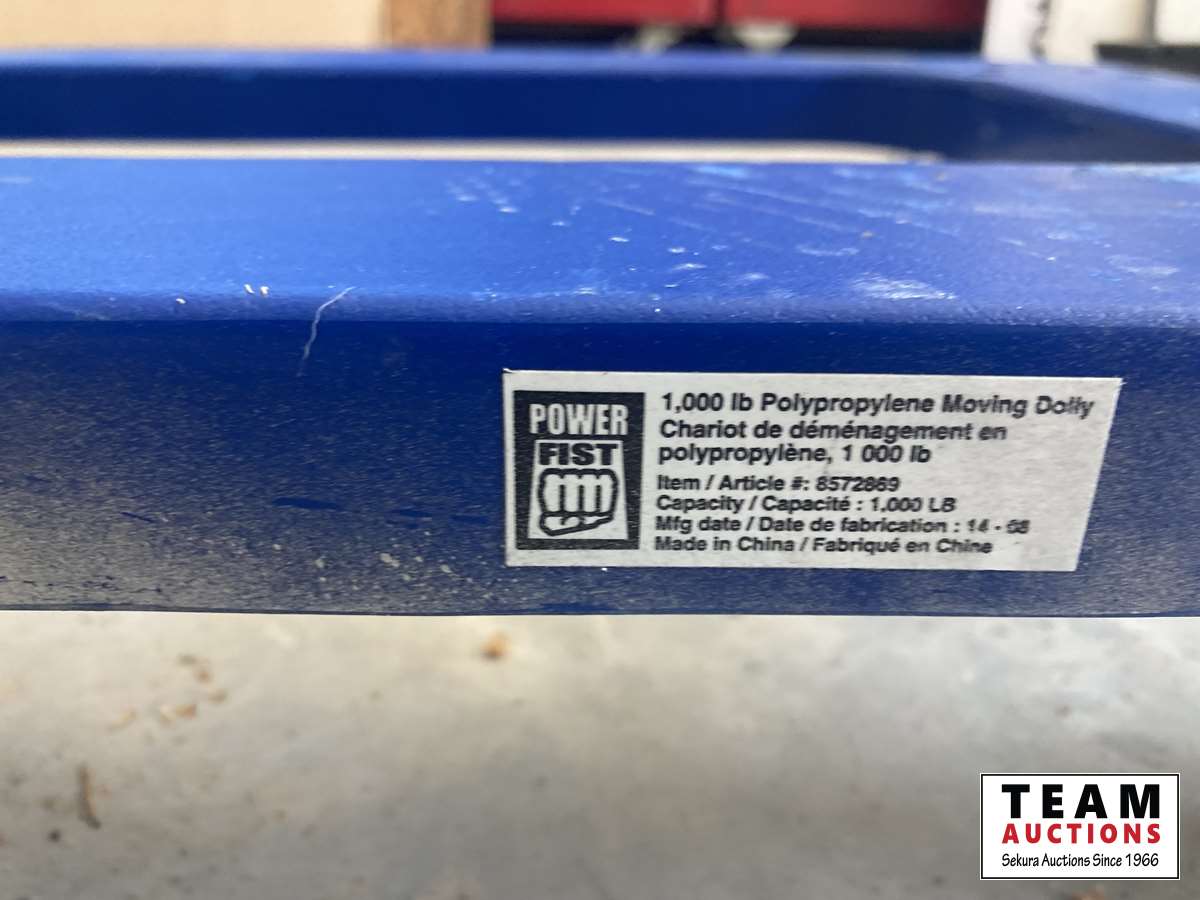 POWER
FIST
1,000 lb Polypropylene Moving Dolly
Chariot de déménagement en
polypropylène, 1 000 lb
Item / Article #: 8572869
Capacity / Capacité : 1,000 LB
Mfg date / Date de fabrication : 14 -
Made in China / Fabriqué en Chine
TEAM
AUCTIONS
Sekura Auctions Since 1966